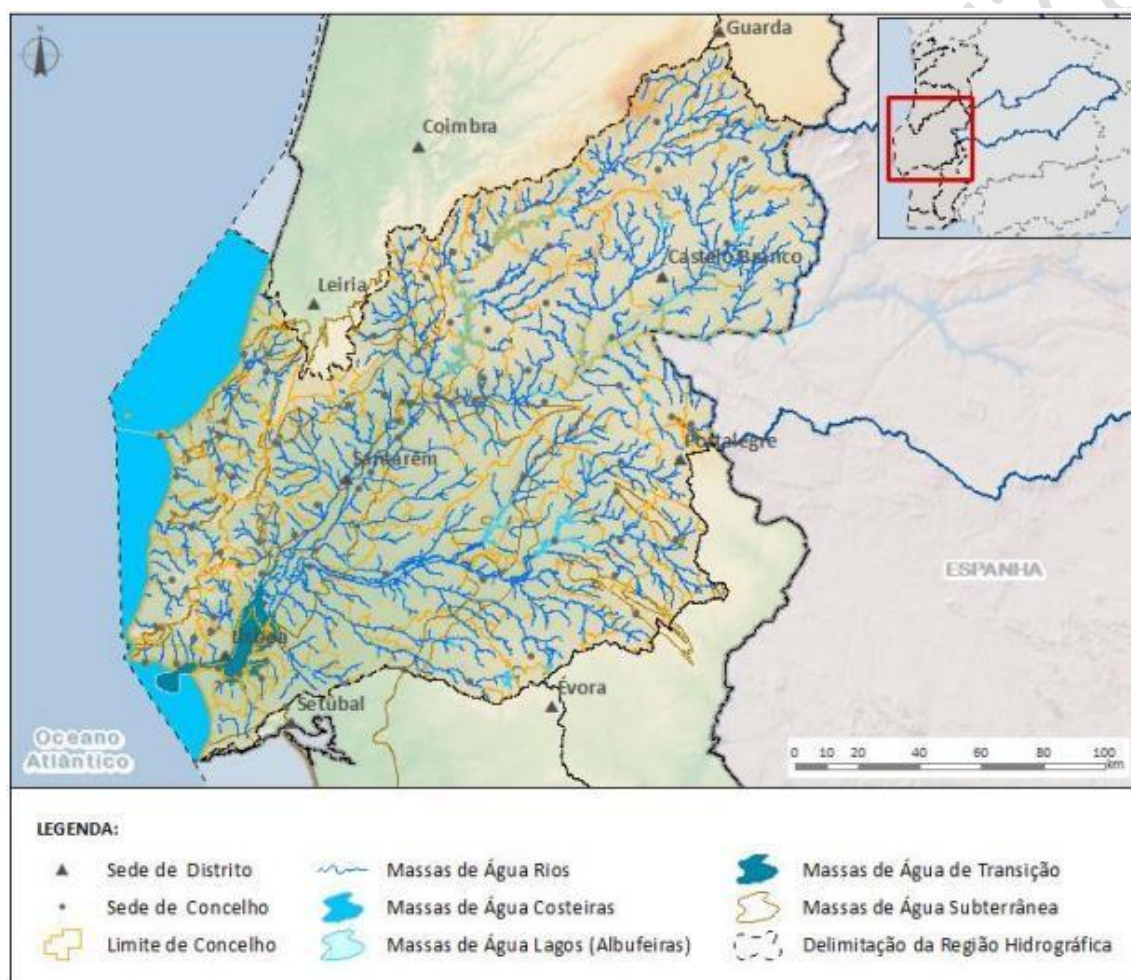 N
Guarda
Coimbra
Castelo Branco
Leiria
Portalegre
Santarém
ESPANHA
Lisboa
Évora
Setúbal
Oceano
Atlântico
0 10 20 40 60 80 100
km
LEGENDA:
Sede de Distrito
Massas de Água Rios
Massas de Água de Transição
Sede de Concelho
Massas de Água Costeiras
Massas de Água Subterrânea
Limite de Concelho
Massas de Água Lagos (Albufeiras)
Delimitação da Região Hidrográfica